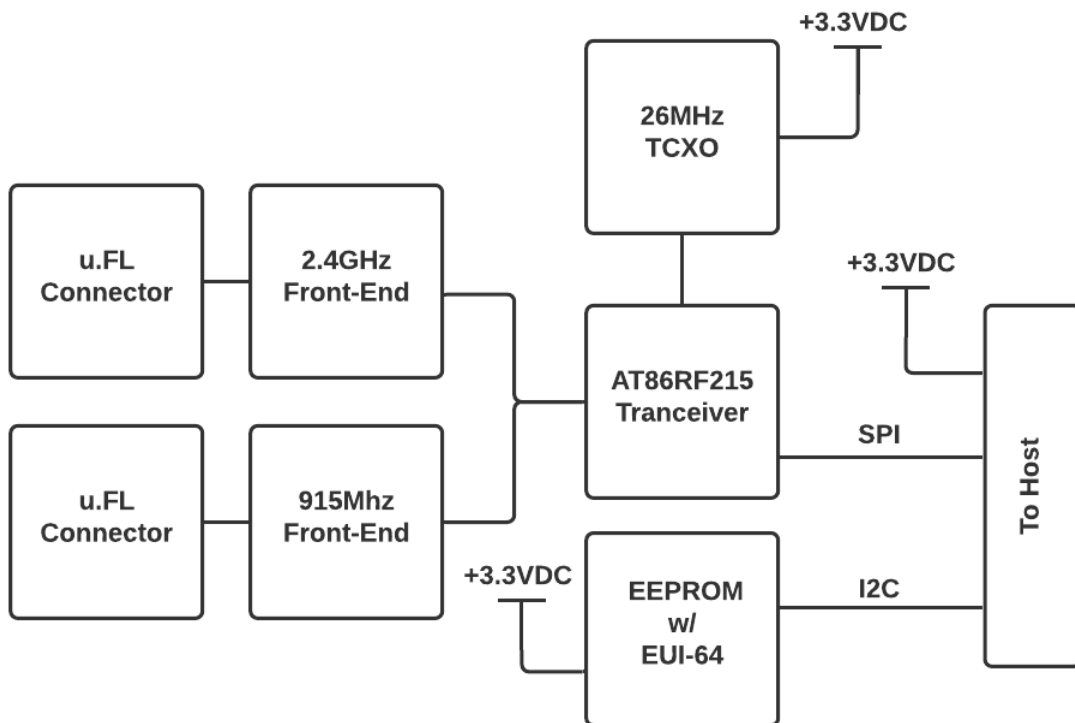 +3.3VDC
26MHz
TCXO
u.FL
Connector
2.4GHz
Front-End
+3.3VDC
AT86RF215
Tranceiver
SPI
To Host
u.FL
Connector
915Mhz
Front-End
+3.3VDC
EEPROM
w/
EUI-64
I2C